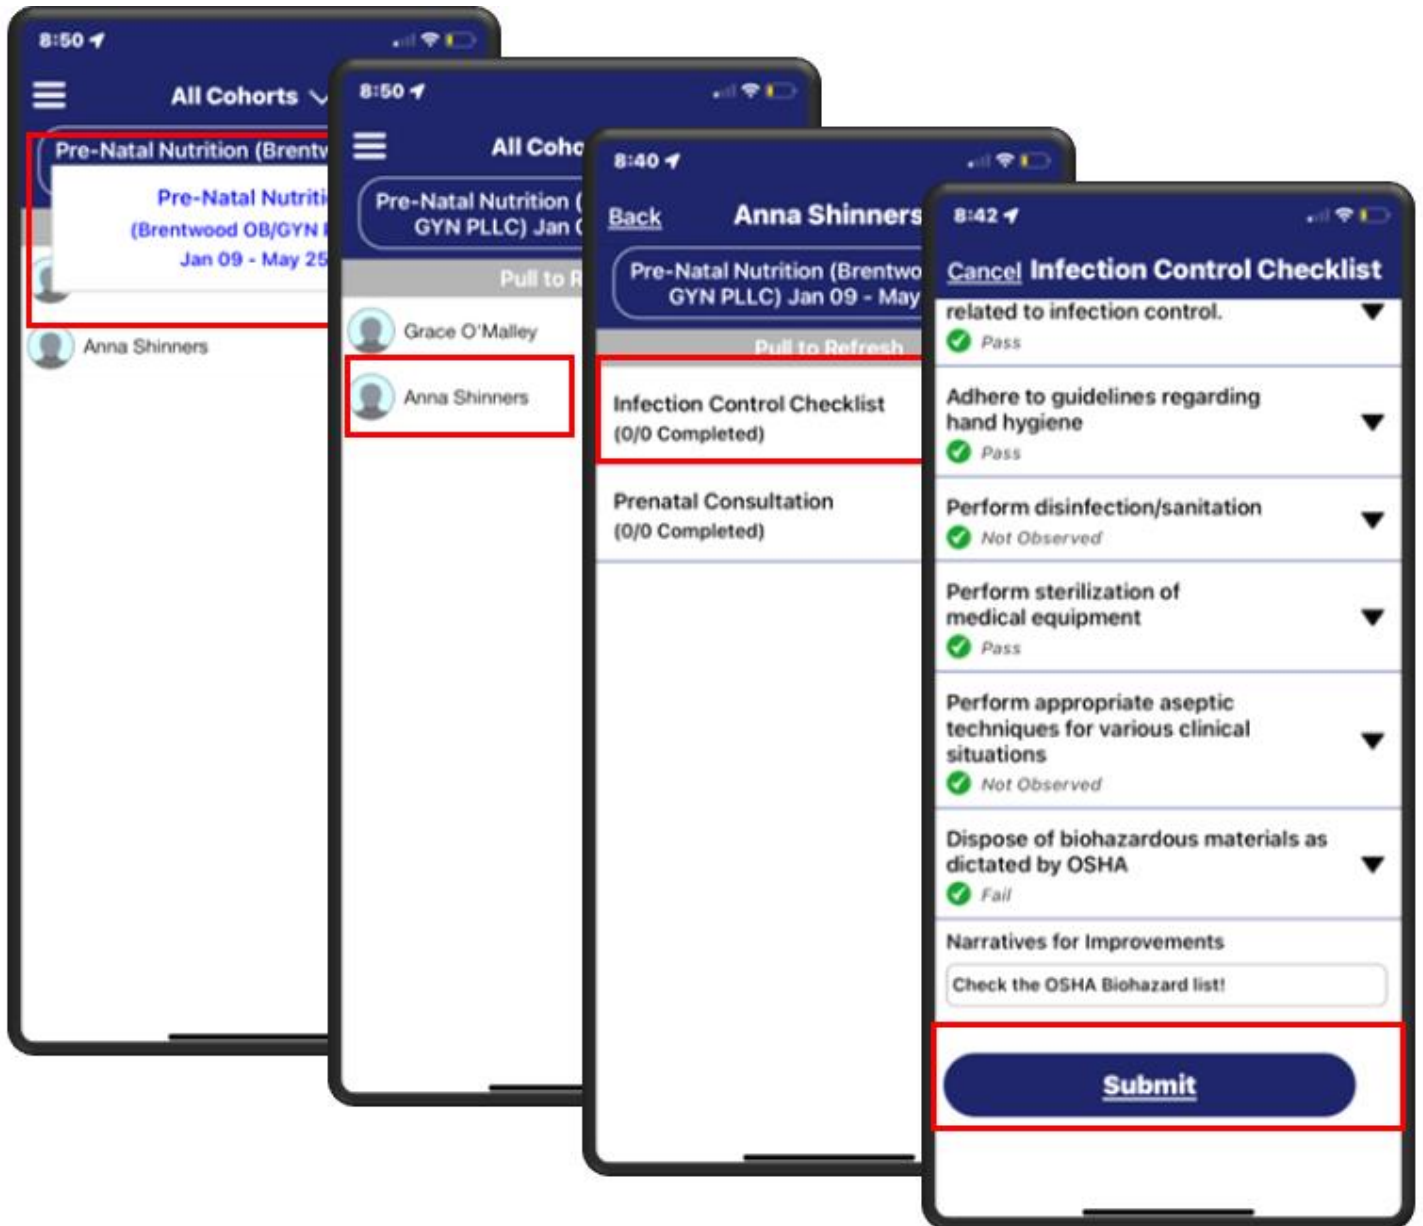 8:50
All Cohorts
Pre-Natal Nutrition
Pre-Natal
(Brentwood OB/GYN
Jan 09 - May 25
Anna Shinners
8:50
All
Pre-Natal Nutrition (
GYN PLLC) Jan
Pull to
Grace O'Malley
Anna Shinners
8:40
Back Anna Shinners
Pre-Natal Nutrition
GYN PLLC) Jan 09 - May
Pull to Refresh
Infection Control Checklist
(0/0 Completed)
Prenatal Consultation
(0/0 Completed)
8:42
Cancel Infection Control Checklist
related to infection control.
Pass
Adhere to guidelines regarding
hand hygiene
Pass
Perform disinfection/sanitation
Not Observed
Perform sterilization of
medical equipment
Pass
Perform appropriate aseptic
techniques for various clinical
situations
Not Observed
Dispose of biohazardous materials as
dictated by OSHA
Fail
Narratives for Improvements
Check the OSHA Biohazard list!
Submit